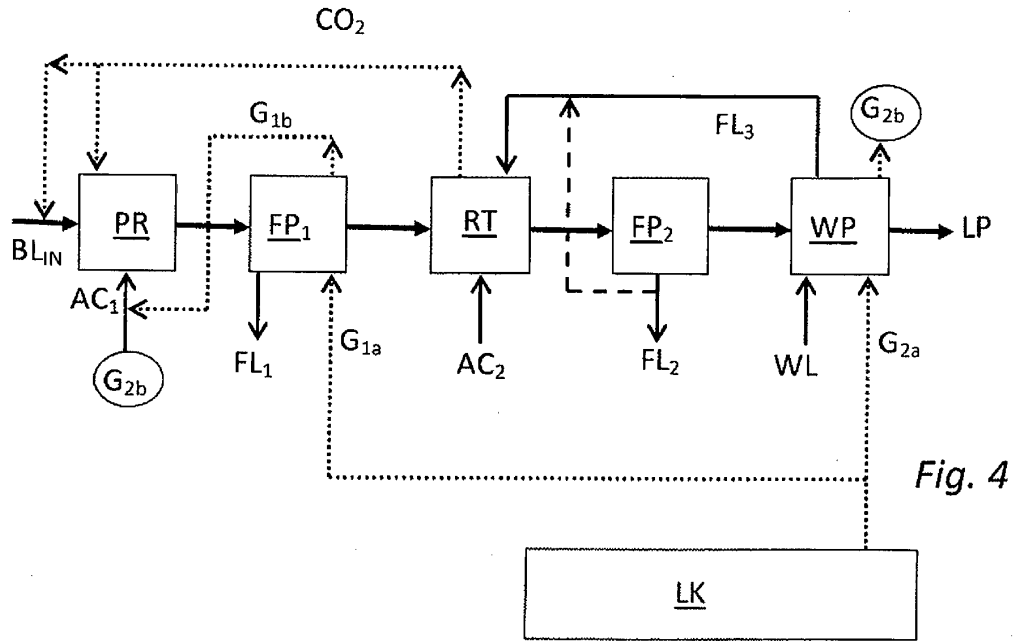 CO₂
G₁b
FL₃
G₂b
PR
FP₁
RT
FP₂
WP
LP
BL_IN
AC₁
G₂b
FL₁
G₁a
AC₂
FL₂
WL
G₂a
Fig. 4
LK